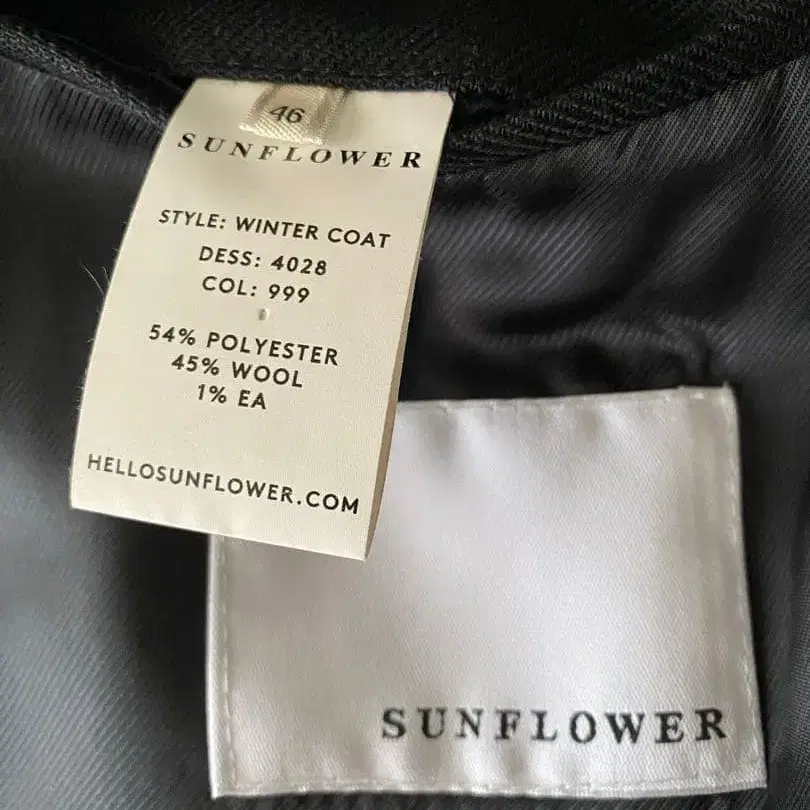 46
SUNFLOWER
STYLE: WINTER COAT
DESS: 4028
COL: 999
54% POLYESTER
45% WOOL
1% EA
HELLOSUNFLOWER.COM
SUNFLOWER